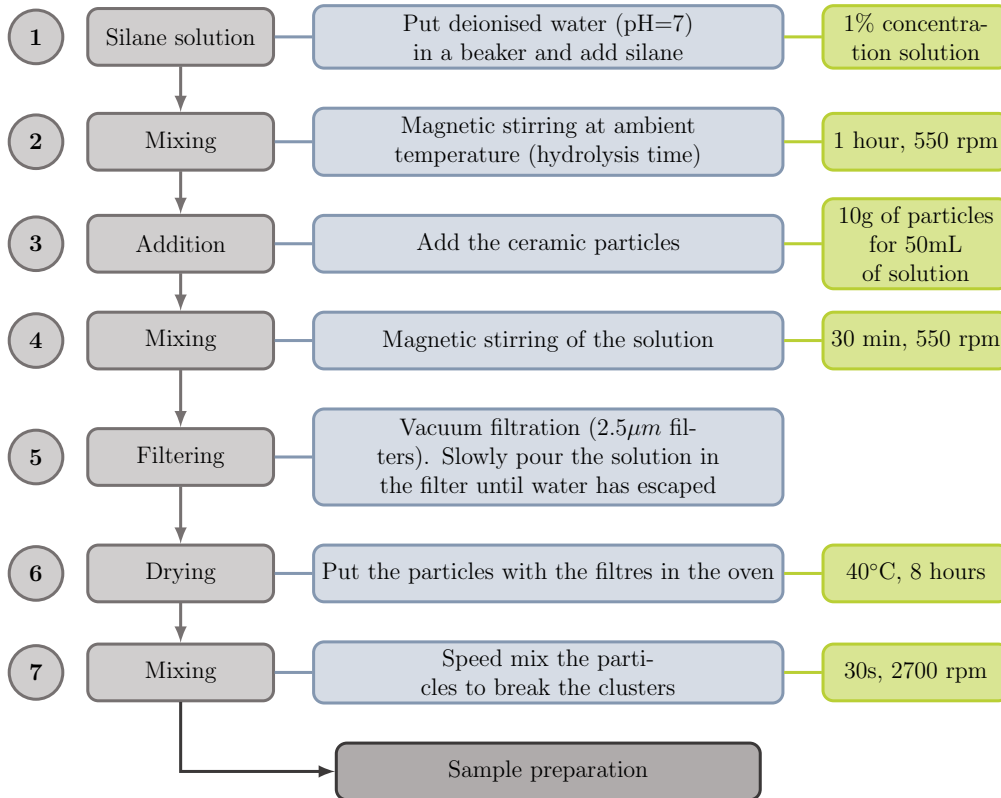 1
Silane solution
Put deionised water (pH=7)
in a beaker and add silane
1% concentra-
tion solution
2
Mixing
Magnetic stirring at ambient
temperature (hydrolysis time)
1 hour, 550 rpm
3
Addition
Add the ceramic particles
10g of particles
for 50mL
of solution
4
Mixing
Magnetic stirring of the solution
30 min, 550 rpm
5
Filtering
Vacuum filtration (2.5μm fil-
ters). Slowly pour the solution in
the filter until water has escaped
6
Drying
Put the particles with the filtres in the oven
40°C, 8 hours
7
Mixing
Speed mix the parti-
cles to break the clusters
30s, 2700 rpm
Sample preparation